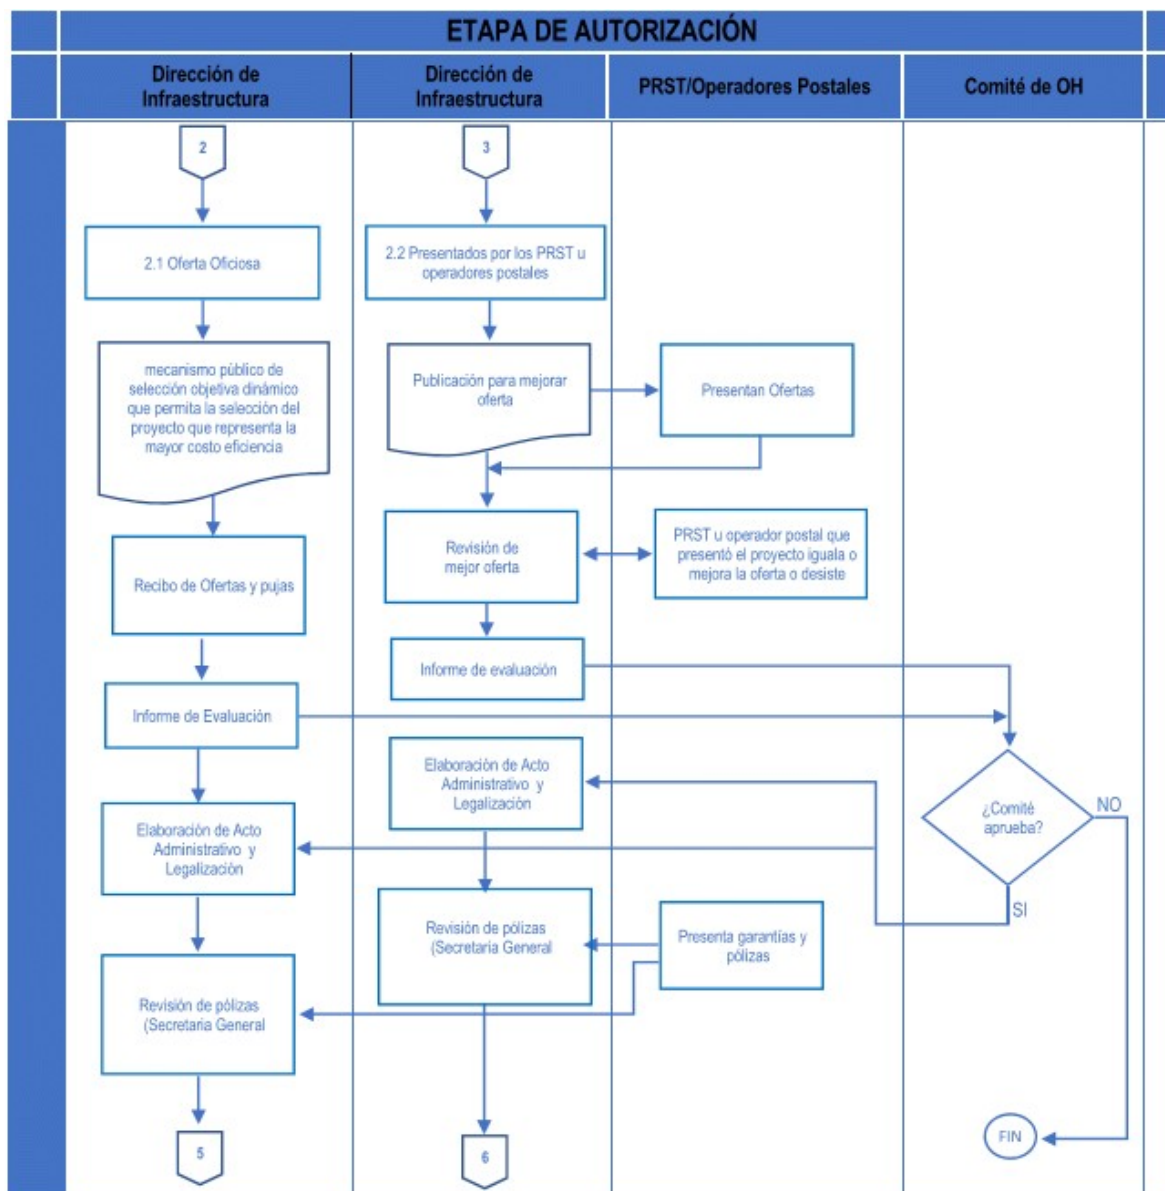 ETAPA DE AUTORIZACIÓN
Dirección de
Infraestructura
Dirección de
Infraestructura
PRST/Operadores Postales
Comité de OH
2
3
2.1 Oferta Oficiosa
2.2 Presentados por los PRST u
operadores postales
mecanismo público de
selección objetiva dinámico
que permita la selección del
proyecto que representa la
mayor costo eficiencia
Publicación para mejorar
oferta
Presentan Ofertas
Recibo de Ofertas y pujas
Revisión de
mejor oferta
PRST u operador postal que
presentó el proyecto iguala o
mejora la oferta o desiste
Informe de evaluación
Informe de Evaluación
Elaboración de Acto
Administrativo y
Legalización
¿Comité
aprueba?
NO
SI
Elaboración de Acto
Administrativo y
Legalización
Revisión de pólizas
(Secretaría General
Presenta garantías y
pólizas
Revisión de pólizas
(Secretaria General
FIN
5
6